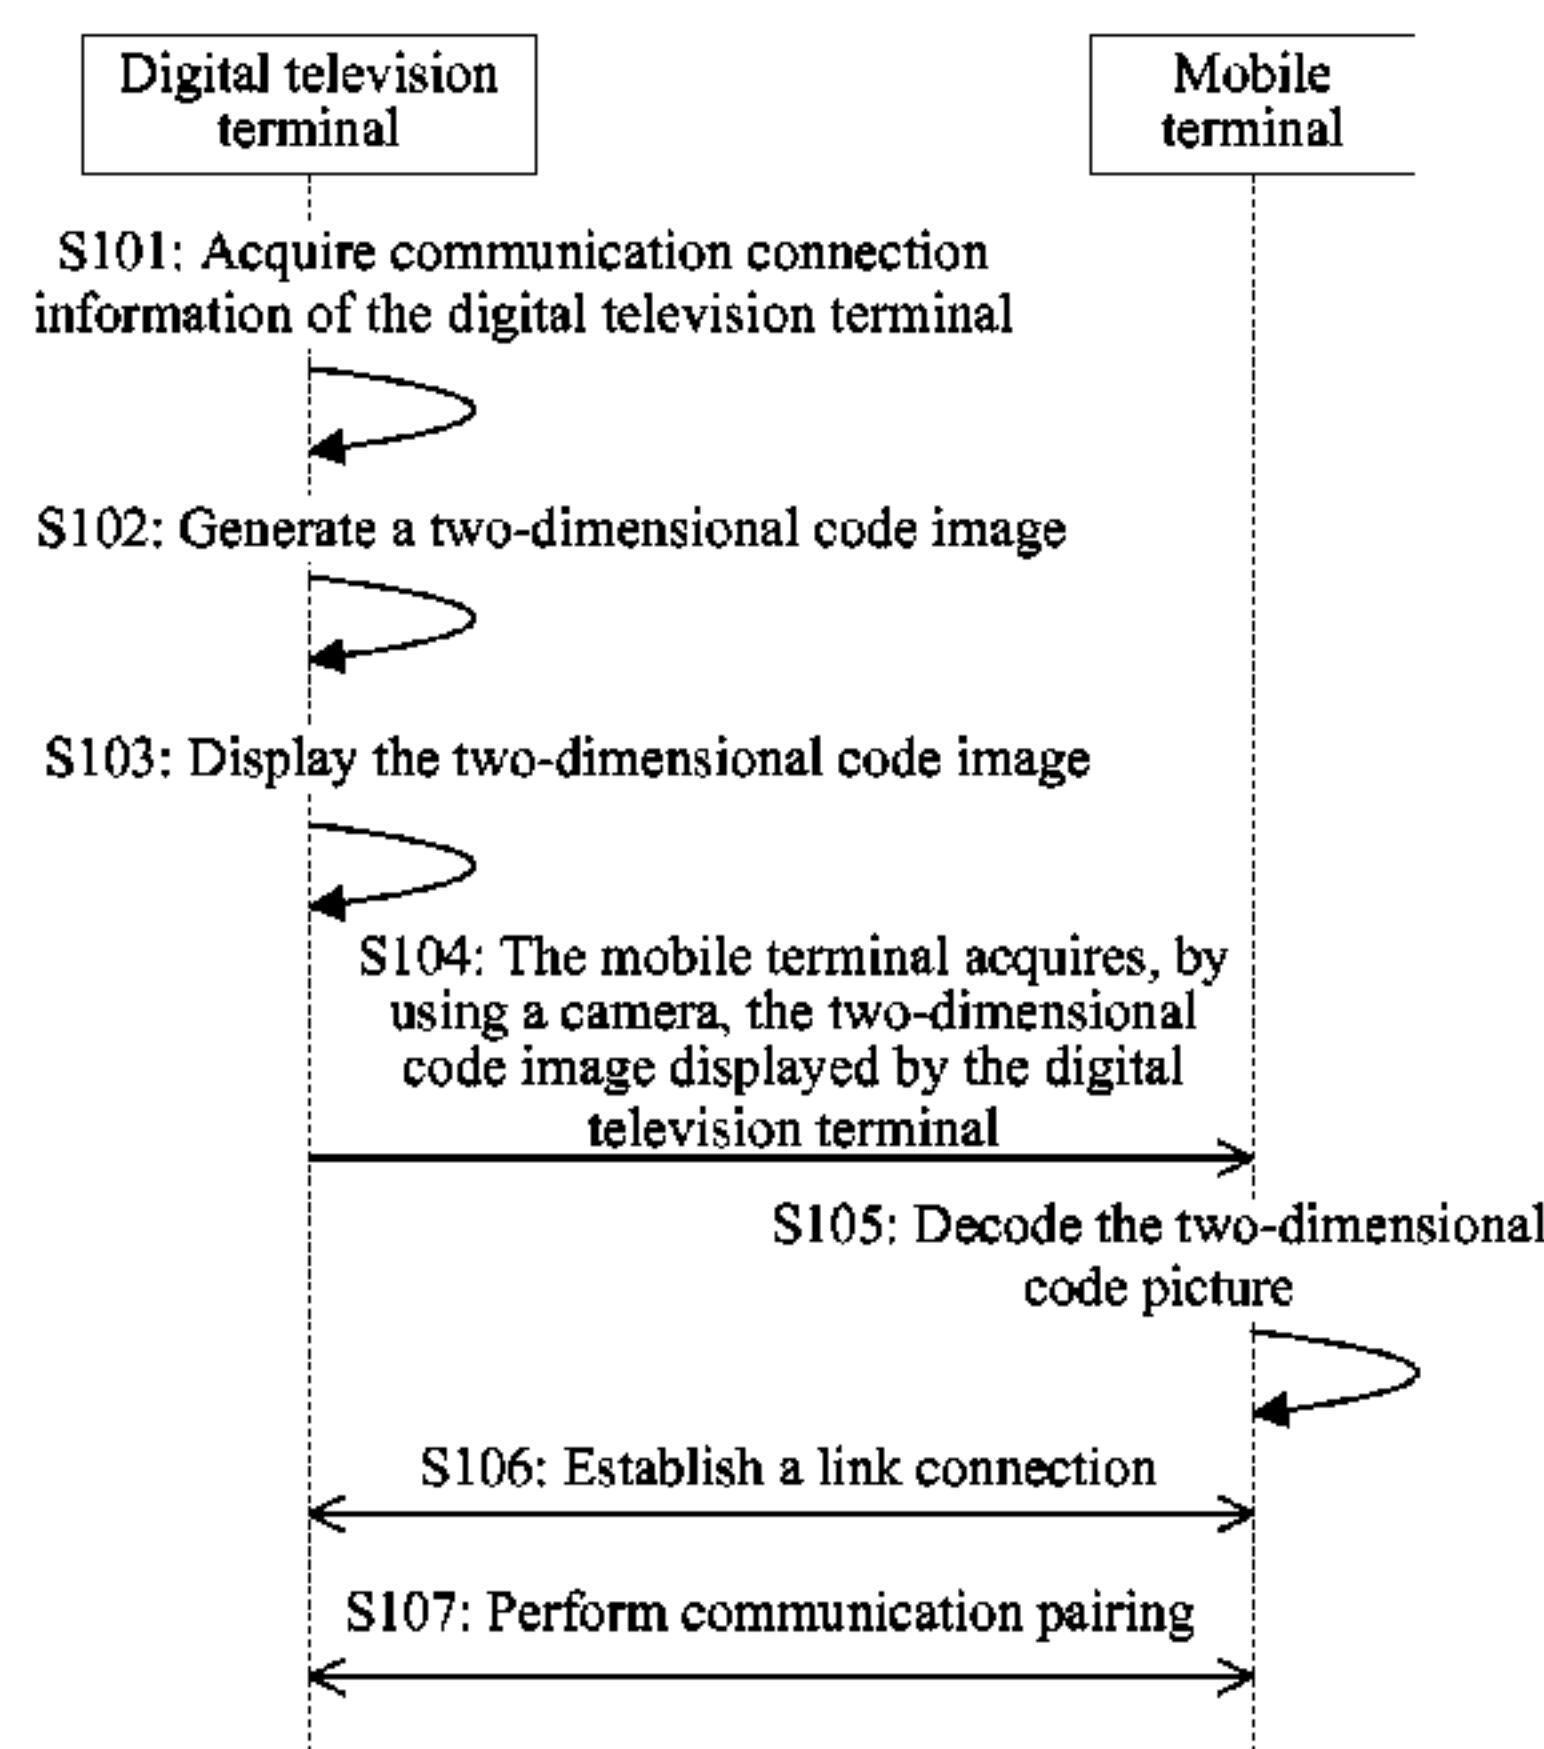 Digital television
terminal
Mobile
terminal
S101: Acquire communication connection
information of the digital television terminal
S102: Generate a two-dimensional code image
S103: Display the two-dimensional code image
S104: The mobile terminal acquires, by
using a camera, the two-dimensional
code image displayed by the digital
television terminal
S105: Decode the two-dimensional
code picture
S106: Establish a link connection
S107: Perform communication pairing